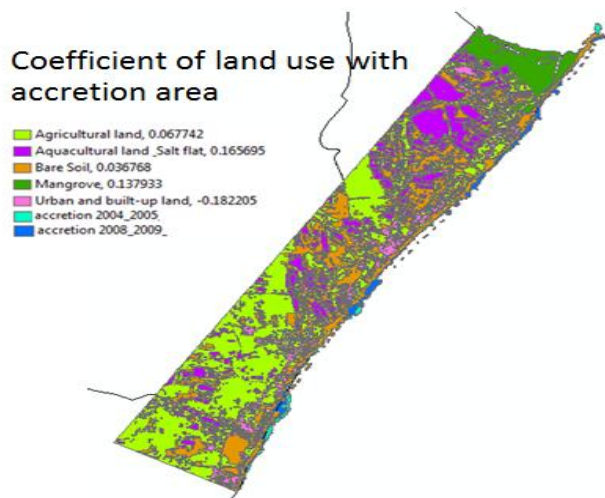 Coefficient of land use with
accretion area
Agricultural land, 0.067742
Aquacultural land _Salt flat, 0.165695
Bare Soil, 0.036768
Mangrove, 0.137933
Urban and built-up land, -0.182205
accretion 2004_2005_
accretion 2008_2009_